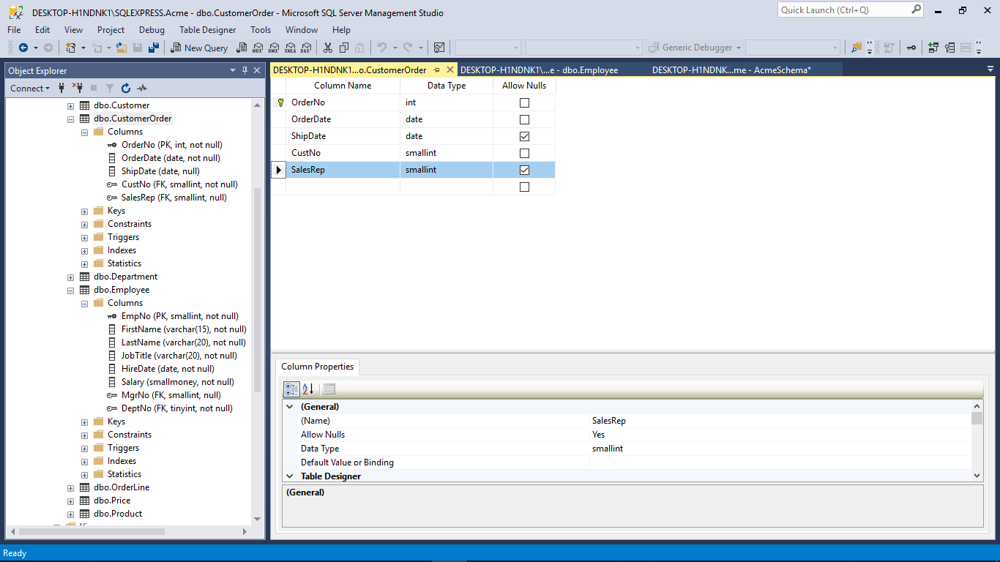 DESKTOP-H1NDNK1\SQLEXPRESS.Acme - dbo.CustomerOrder - Microsoft SQL Server Management Studio
Quick Launch (Ctrl+Q)
File Edit View Project Debug Table Designer Tools Window Help
New Query MDX DMX XMLA DAX Generic Debugger
Object Explorer
Connect
dbo.Customer
dbo.CustomerOrder
Columns
OrderNo (PK, int, not null)
OrderDate (date, not null)
ShipDate (date, null)
CustNo (FK, smallint, not null)
SalesRep (FK, smallint, null)
Keys
Constraints
Triggers
Indexes
Statistics
dbo.Department
dbo.Employee
Columns
EmpNo (PK, smallint, not null)
FirstName (varchar(15), not null)
LastName (varchar(20), not null)
JobTitle (varchar(20), not null)
HireDate (date, not null)
Salary (smallmoney, not null)
MgrNo (FK, smallint, null)
DeptNo (FK, tinyint, not null)
Keys
Constraints
Triggers
Indexes
Statistics
dbo.OrderLine
dbo.Price
dbo.Product
DESKTOP-H1NDNK1...o.CustomerOrder DESKTOP-H1NDNK1\...e - dbo.Employee DESKTOP-H1NDNK...me - AcmeSchema*
Column Name Data Type Allow Nulls
OrderNo int
OrderDate date
ShipDate date
CustNo smallint
SalesRep smallint
Column Properties
(General)
(Name) SalesRep
Allow Nulls Yes
Data Type smallint
Default Value or Binding
Table Designer
(General)
Ready